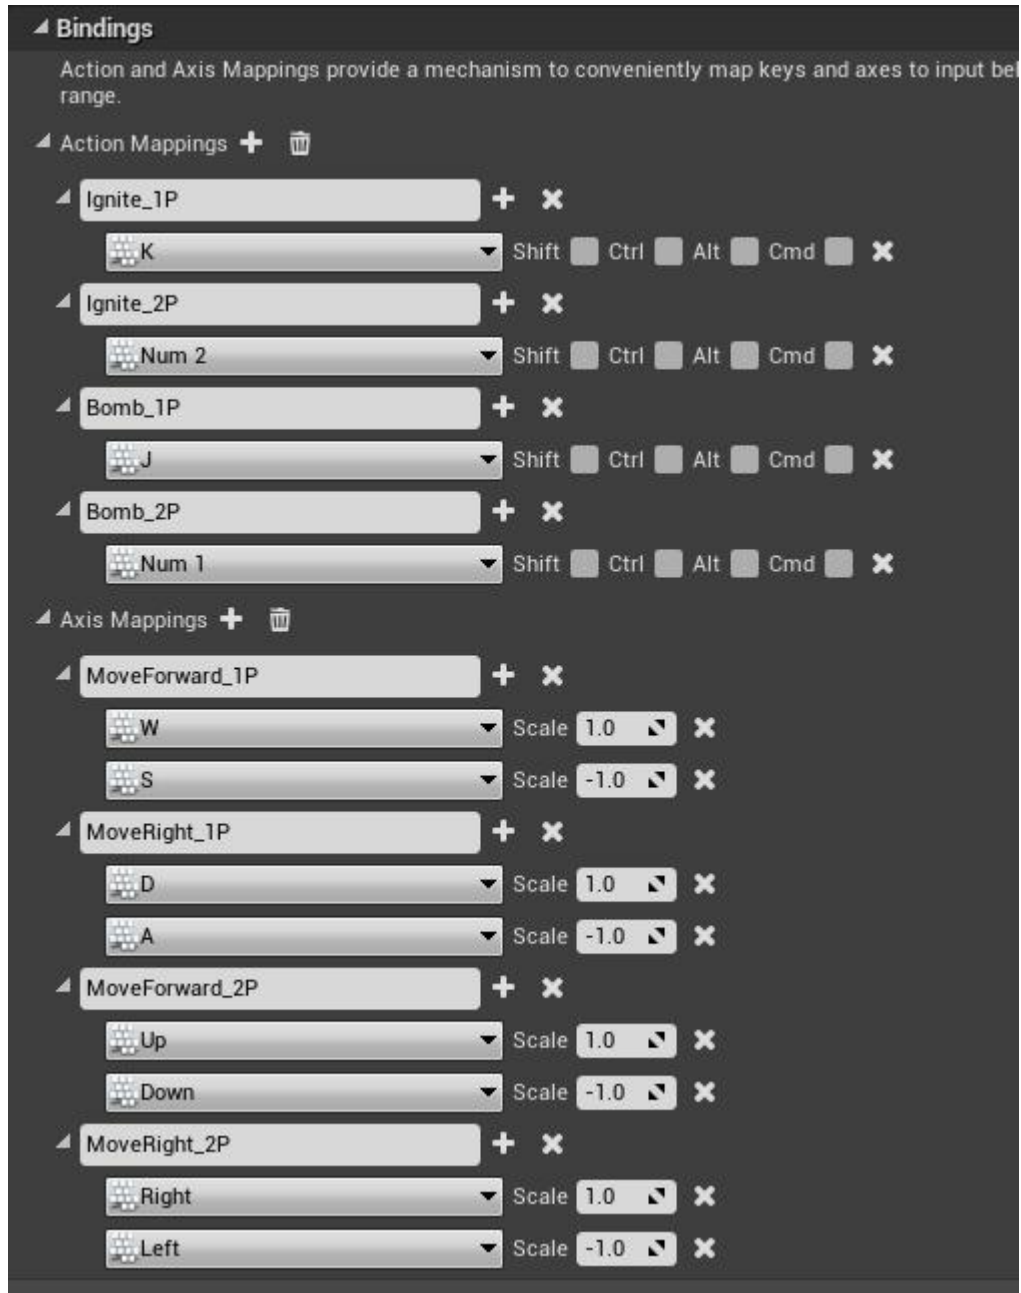 Bindings
Action and Axis Mappings provide a mechanism to conveniently map keys and axes to input
range.
Action Mappings
Ignite_1P
K Shift Ctrl Alt Cmd
Ignite_2P
Num 2 Shift Ctrl Alt Cmd
Bomb_1P
J Shift Ctrl Alt Cmd
Bomb_2P
Num 1 Shift Ctrl Alt Cmd
Axis Mappings
MoveForward_1P
W Scale 1.0
S Scale -1.0
MoveRight_1P
D Scale 1.0
A Scale -1.0
MoveForward_2P
Up Scale 1.0
Down Scale -1.0
MoveRight_2P
Right Scale 1.0
Left Scale -1.0